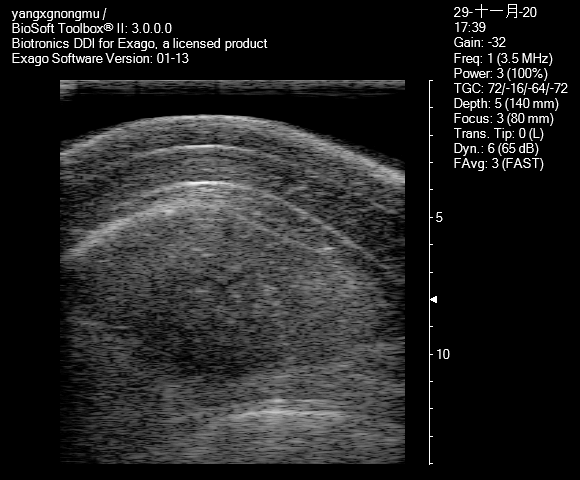 yangxgnongmu /
BioSoft Toolbox® II: 3.0.0.0
Biotronics DDI for Exago, a licensed product
Exago Software Version: 01-13
29-十一月-20
17:39
Gain: -32
Freq: 1 (3.5 MHz)
Power: 3 (100%)
TGC: 72/-16/-64/-72
Depth: 5 (140 mm)
Focus: 3 (80 mm)
Trans. Tip: 0 (L)
Dyn.: 6 (65 dB)
FAvg: 3 (FAST)
5
10